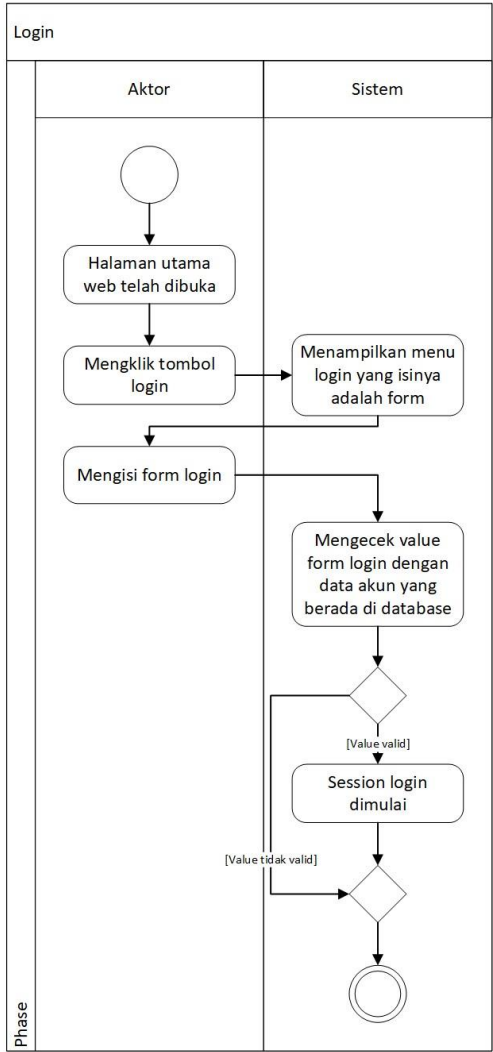 Login
Aktor
Sistem
Halaman utama
web telah dibuka
Mengklik tombol
login
Menampilkan menu
login yang isinya
adalah form
Mengisi form login
Mengecek value
form login dengan
data akun yang
berada di database
[Value valid]
Session login
dimulai
[Value tidak valid]
Phase